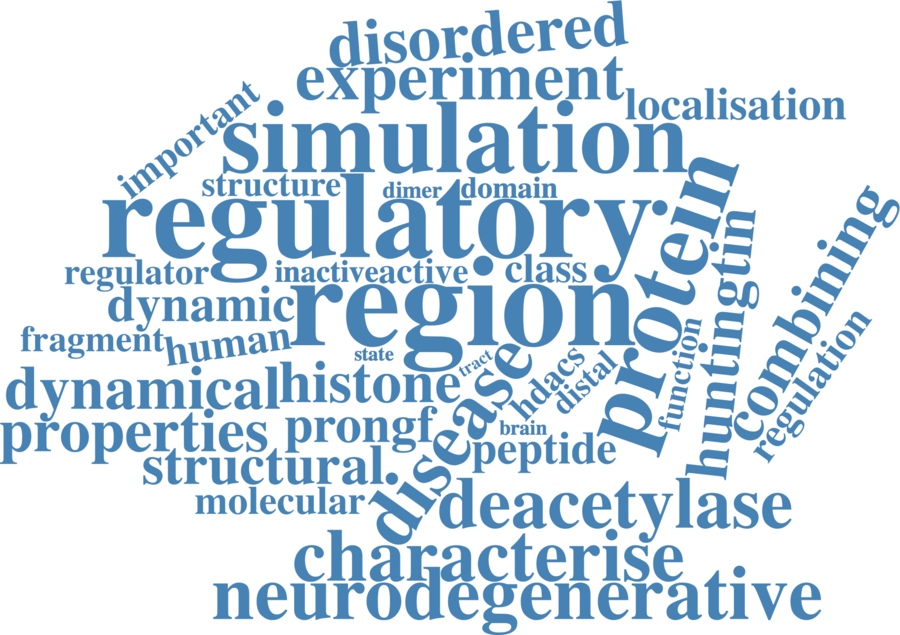 disordered
experiment
localisation
important
simulation
structure
dimer
domain
regulatory
protein
regulator
inactive
active
class
huntingtin
combining
dynamic
region
fragment
human
state
tract
function
regulation
dynamical
histone
disease
hdacs
distal
properties
prongf
brain
peptide
structural.
molecular
deacetylase
characterise
neurodegenerative